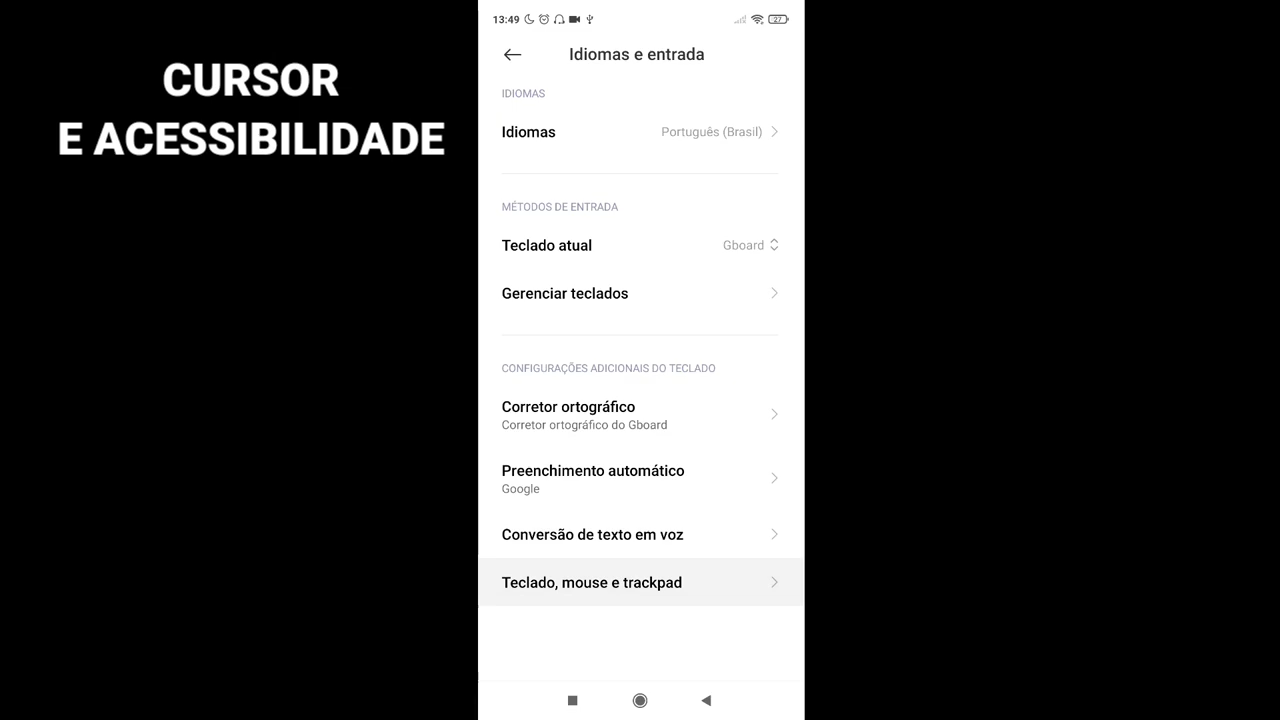 CURSOR
E ACESSIBILIDADE
13:49
27
Idiomas e entrada
IDIOMAS
Idiomas
Português (Brasil)
MÉTODOS DE ENTRADA
Teclado atual
Gboard
Gerenciar teclados
CONFIGURAÇÕES ADICIONAIS DO TECLADO
Corretor ortográfico
Corretor ortográfico do Gboard
Preenchimento automático
Google
Conversão de texto em voz
Teclado, mouse e trackpad